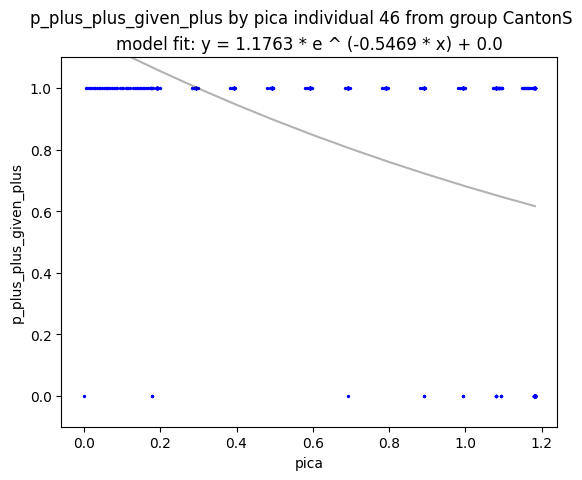 p_plus_plus_given_plus by pica individual 46 from group CantonS
model fit: y = 1.1763 * e ^ (-0.5469 * x) + 0.0
1.0
0.8
0.6
0.4
0.2
0.0
p_plus_plus_given_plus
0.0 0.2 0.4 0.6 0.8 1.0 1.2
pica